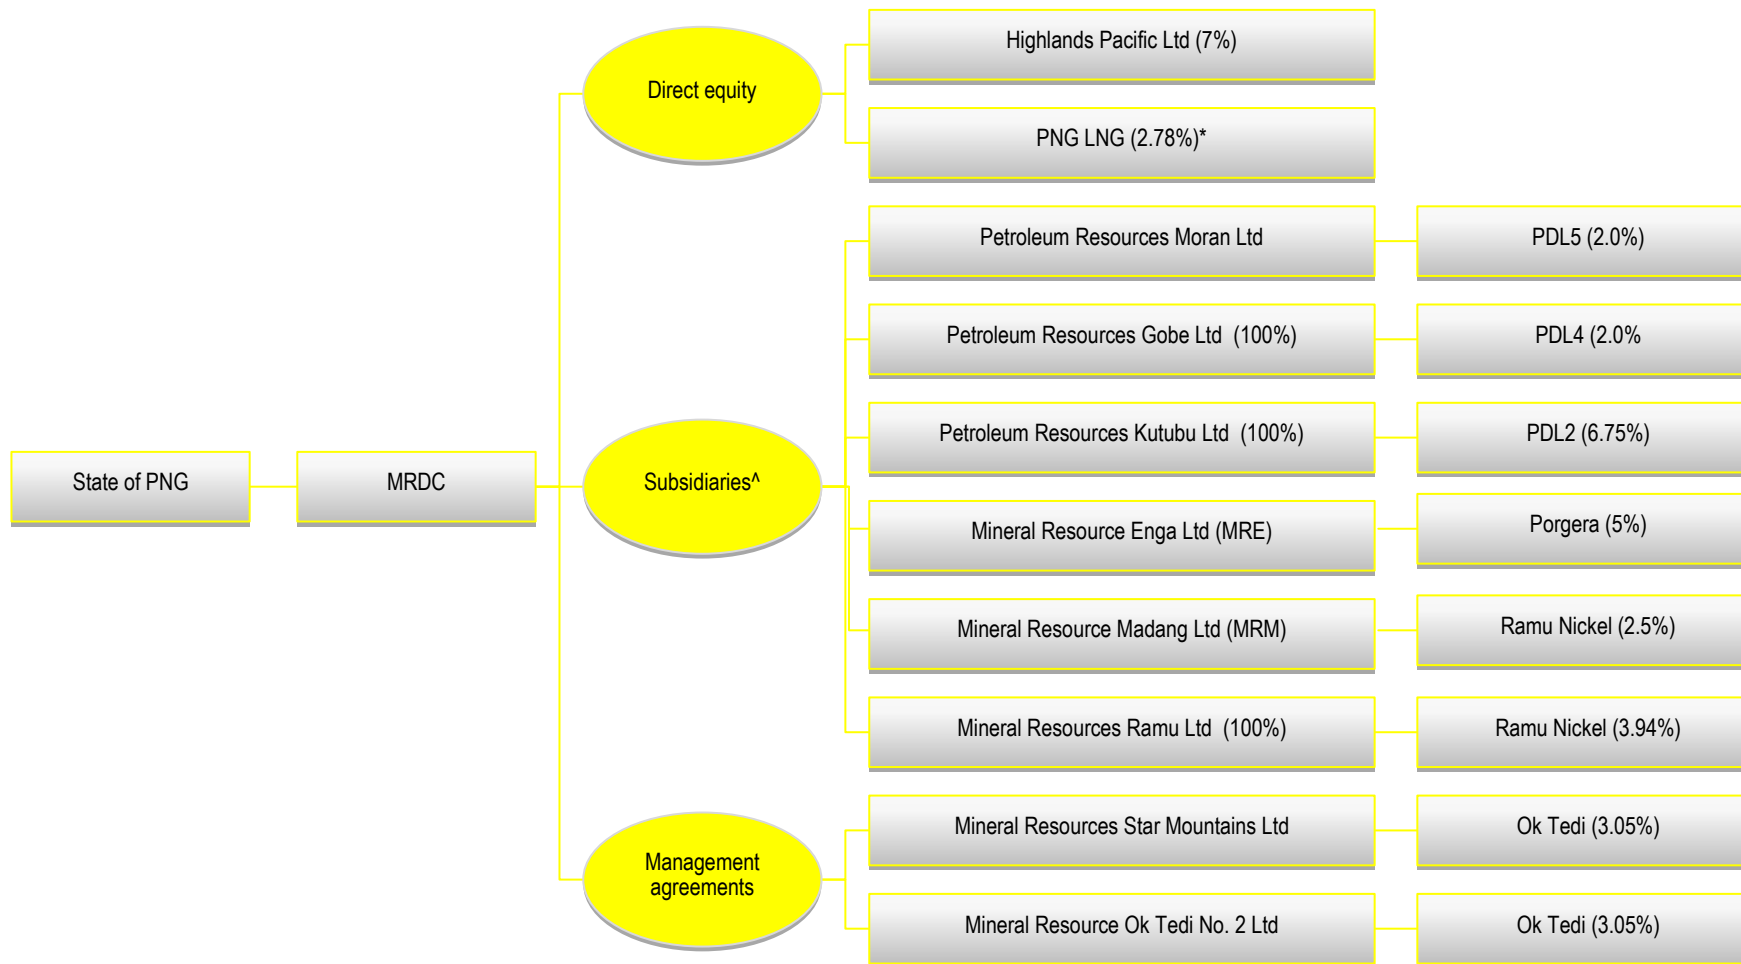 Highlands Pacific Ltd (7%)
Direct equity
PNG LNG (2.78%)*
Petroleum Resources Moran Ltd
PDL5 (2.0%)
Petroleum Resources Gobe Ltd  (100%)
PDL4 (2.0%
Petroleum Resources Kutubu Ltd  (100%)
PDL2 (6.75%)
State of PNG
MRDC
Subsidiaries^
Mineral Resource Enga Ltd (MRE)
Porgera (5%)
Mineral Resource Madang Ltd (MRM)
Ramu Nickel (2.5%)
Mineral Resources Ramu Ltd  (100%)
Ramu Nickel (3.94%)
Mineral Resources Star Mountains Ltd
Ok Tedi (3.05%)
Management
agreements
Mineral Resource Ok Tedi No. 2 Ltd
Ok Tedi (3.05%)